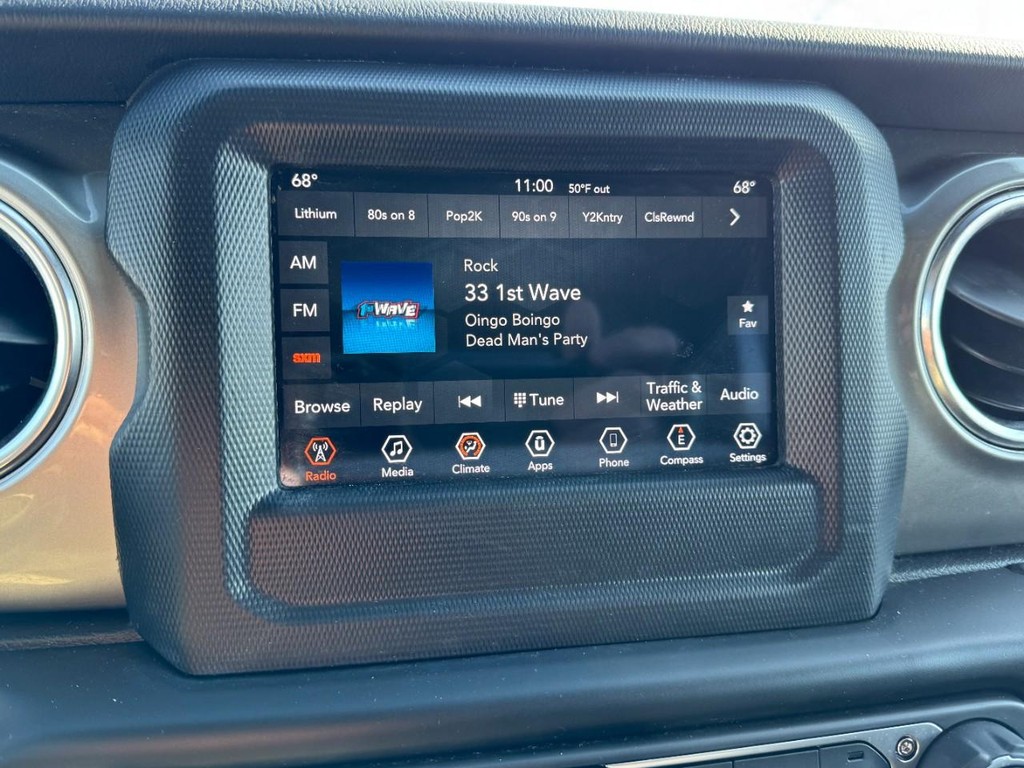 68° 11:00 50°F out 68°
Lithium 80s on 8 Pop2K 90s on 9 Y2Kntry ClsRewnd
AM
FM
sxm
1st WAVE
Rock
33 1st Wave
Oingo Boingo
Dead Man's Party
Fav
Browse Replay Tune Traffic & Weather Audio
Radio Media Climate Apps Phone E Compass Settings